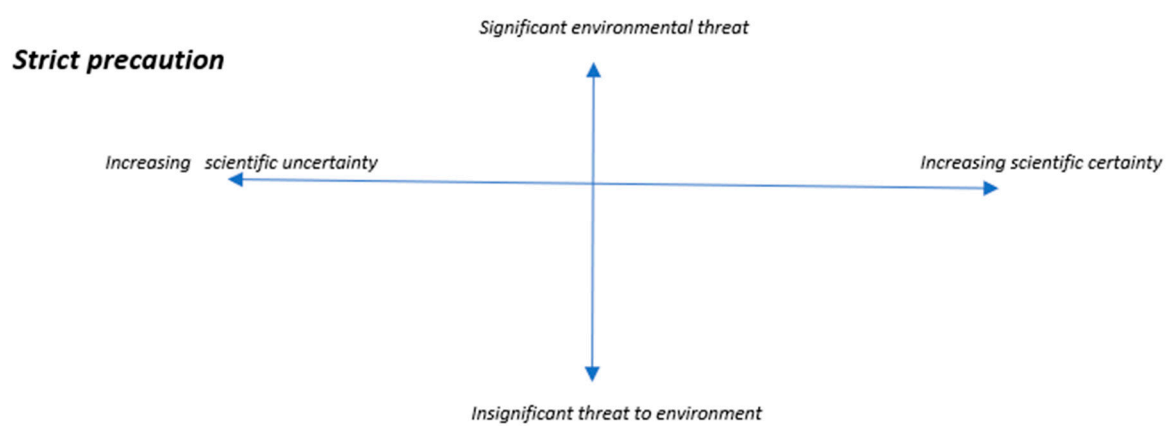 Significant environmental threat
Strict precaution
Increasing scientific uncertainty
Increasing scientific certainty
Insignificant threat to environment